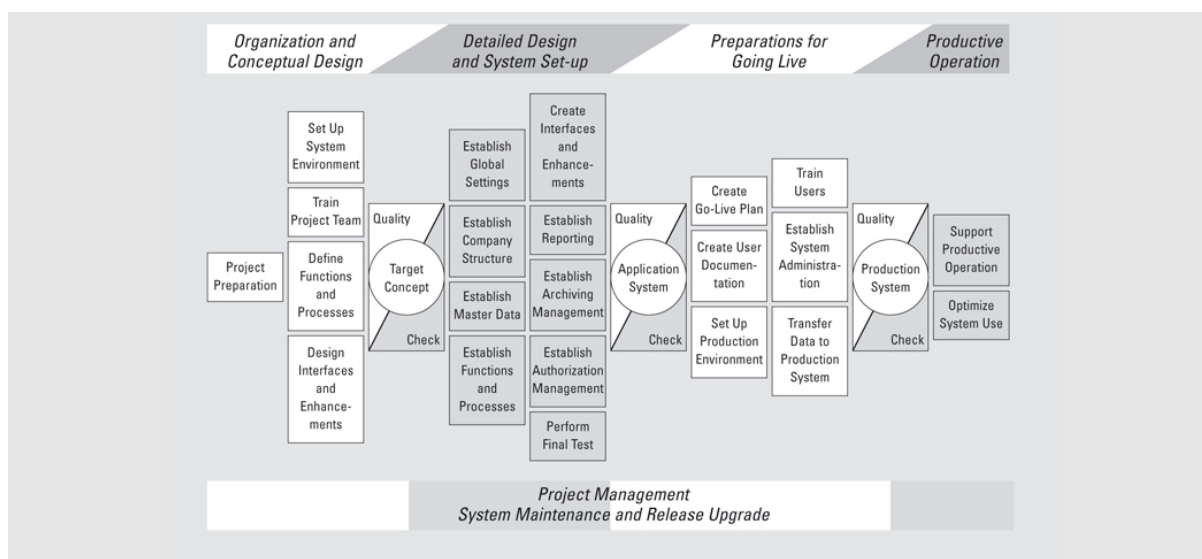 Organization and
Conceptual Design
Detailed Design
and System Set-up
Preparations for
Going Live
Productive
Operation
Project
Preparation
Set Up
System
Environment
Train
Project Team
Define
Functions
and
Processes
Design
Interfaces
and
Enhance-
ments
Quality
Target
Concept
Check
Establish
Global
Settings
Establish
Company
Structure
Establish
Master Data
Establish
Functions
and
Processes
Create
Interfaces
and
Enhance-
ments
Establish
Reporting
Establish
Archiving
Management
Establish
Authorization
Management
Perform
Final Test
Quality
Application
System
Check
Create
Go-Live Plan
Create User
Documen-
tation
Set Up
Production
Environment
Train
Users
Establish
System
Administra-
tion
Transfer
Data to
Production
System
Quality
Production
System
Check
Support
Productive
Operation
Optimize
System Use
Project Management
System Maintenance and Release Upgrade